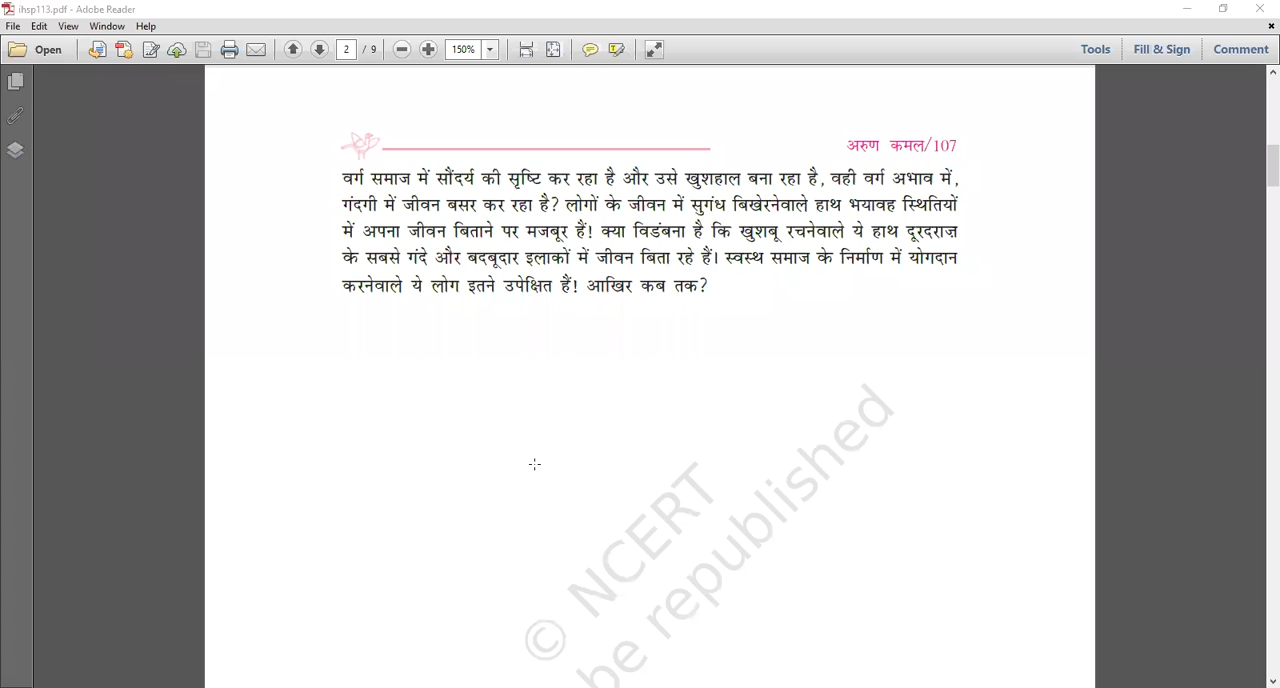 ihsp113.pdf - Adobe Reader
File Edit View Window Help
Open 2 / 9 150% Tools Fill & Sign Comment
अरुण कमल/107
वर्ग समाज में सौंदर्य की सृष्टि कर रहा है और उसे खुशहाल बना रहा है, वही वर्ग अभाव में,
गंदगी में जीवन बसर कर रहा है? लोगों के जीवन में सुगंध बिखेरनेवाले हाथ भयावह स्थितियों
में अपना जीवन बिताने पर मजबूर हैं! क्या विडंबना है कि खुशबू रचनेवाले ये हाथ दूरदराज
के सबसे गंदे और बदबूदार इलाकों में जीवन बिता रहे हैं। स्वस्थ समाज के निर्माण में योगदान
करनेवाले ये लोग इतने उपेक्षित हैं! आखिर कब तक?
© NCERT
be republished